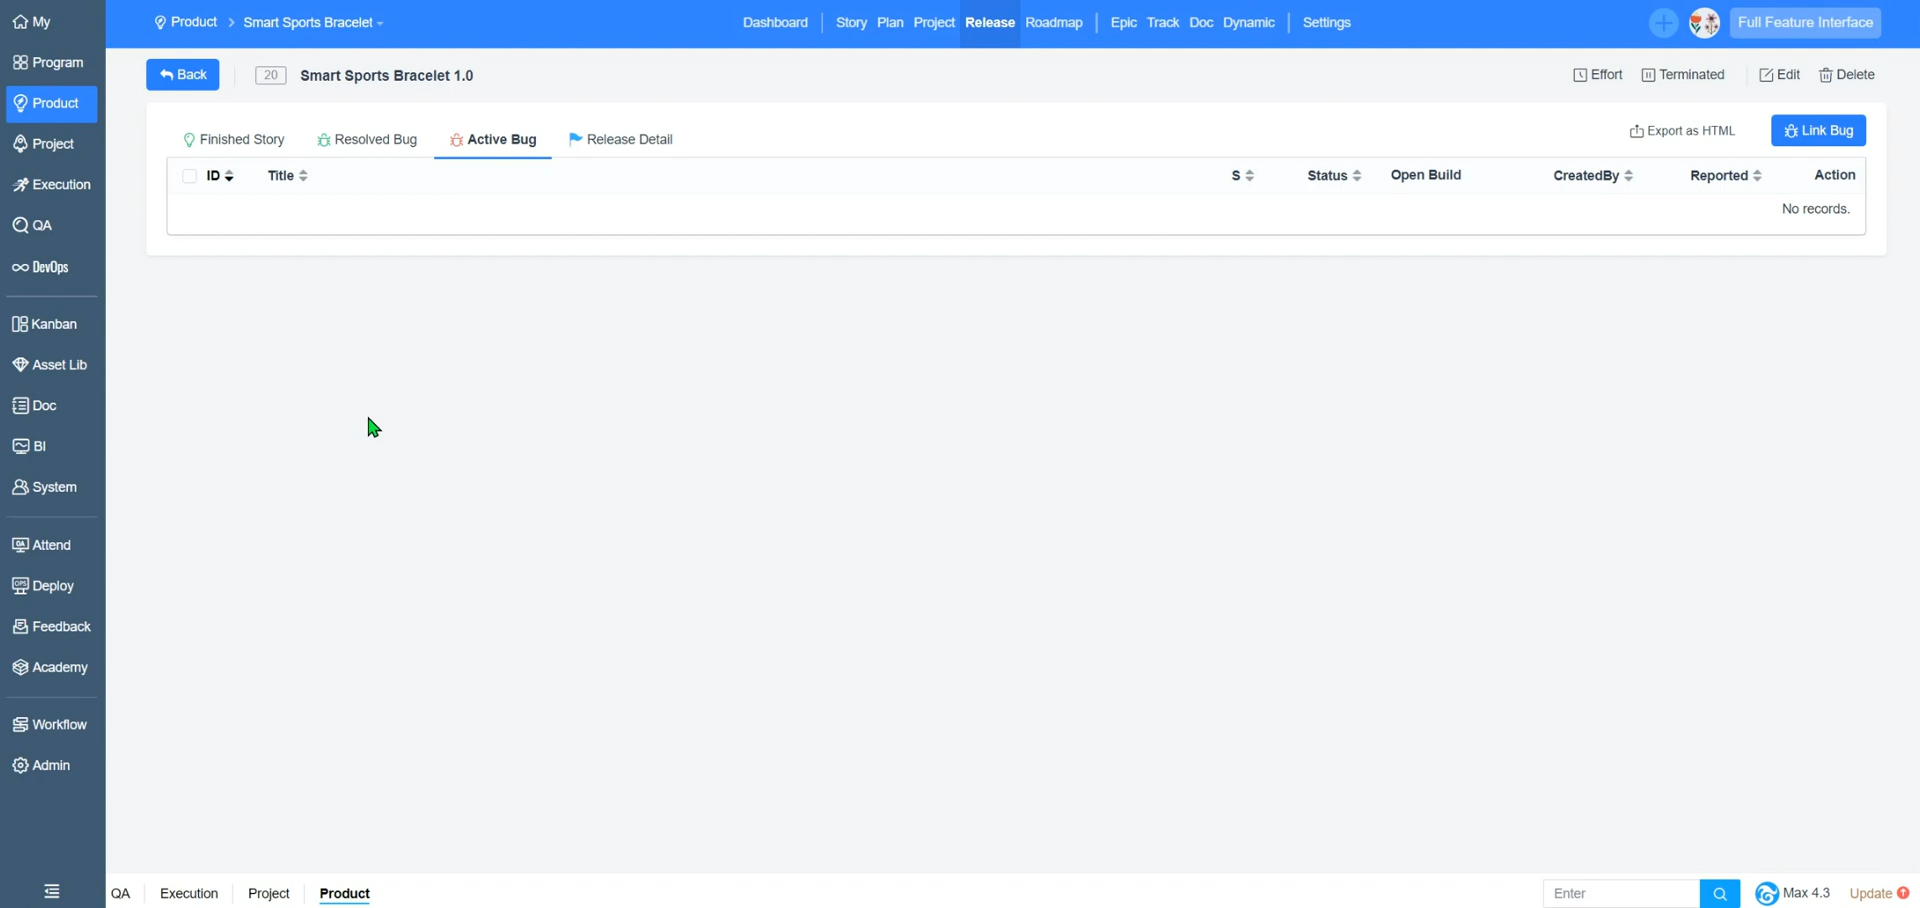 My
Program
Product
Project
Execution
QA
DevOps
Kanban
Asset Lib
Doc
BI
System
Attend
Deploy
Feedback
Academy
Workflow
Admin
Product > Smart Sports Bracelet
Dashboard Story Plan Project Release Roadmap Epic Track Doc Dynamic Settings
Full Feature Interface
Back 20 Smart Sports Bracelet 1.0
Effort Terminated Edit Delete
Finished Story Resolved Bug Active Bug Release Detail
Export as HTML Link Bug
ID Title S Status Open Build CreatedBy Reported Action
No records.
QA Execution Project Product
Enter Max 4.3 Update